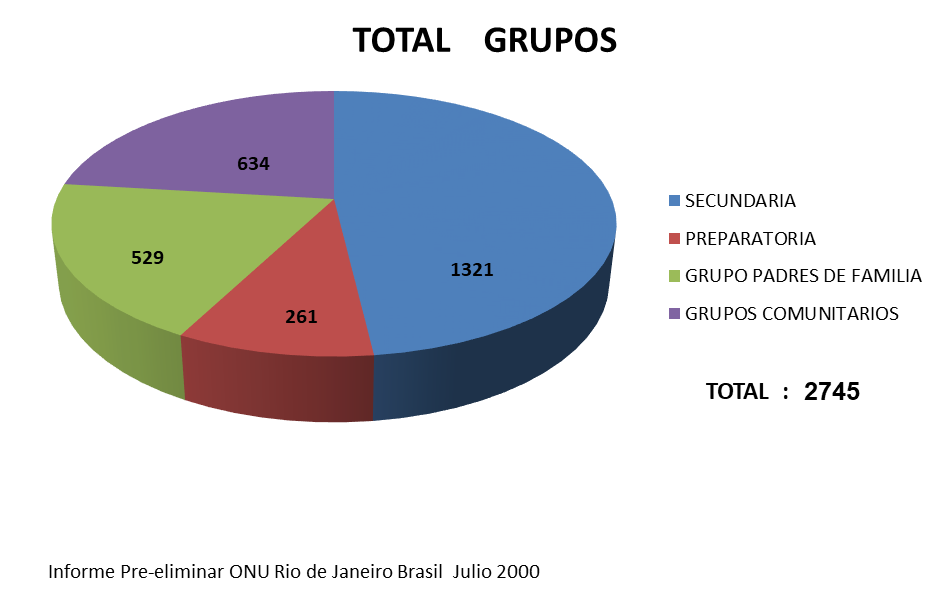 TOTAL GRUPOS
634
529
1321
261
SECUNDARIA
PREPARATORIA
GRUPO PADRES DE FAMILIA
GRUPOS COMUNITARIOS
TOTAL : 2745
Informe Pre-eliminar ONU Rio de Janeiro Brasil Julio 2000